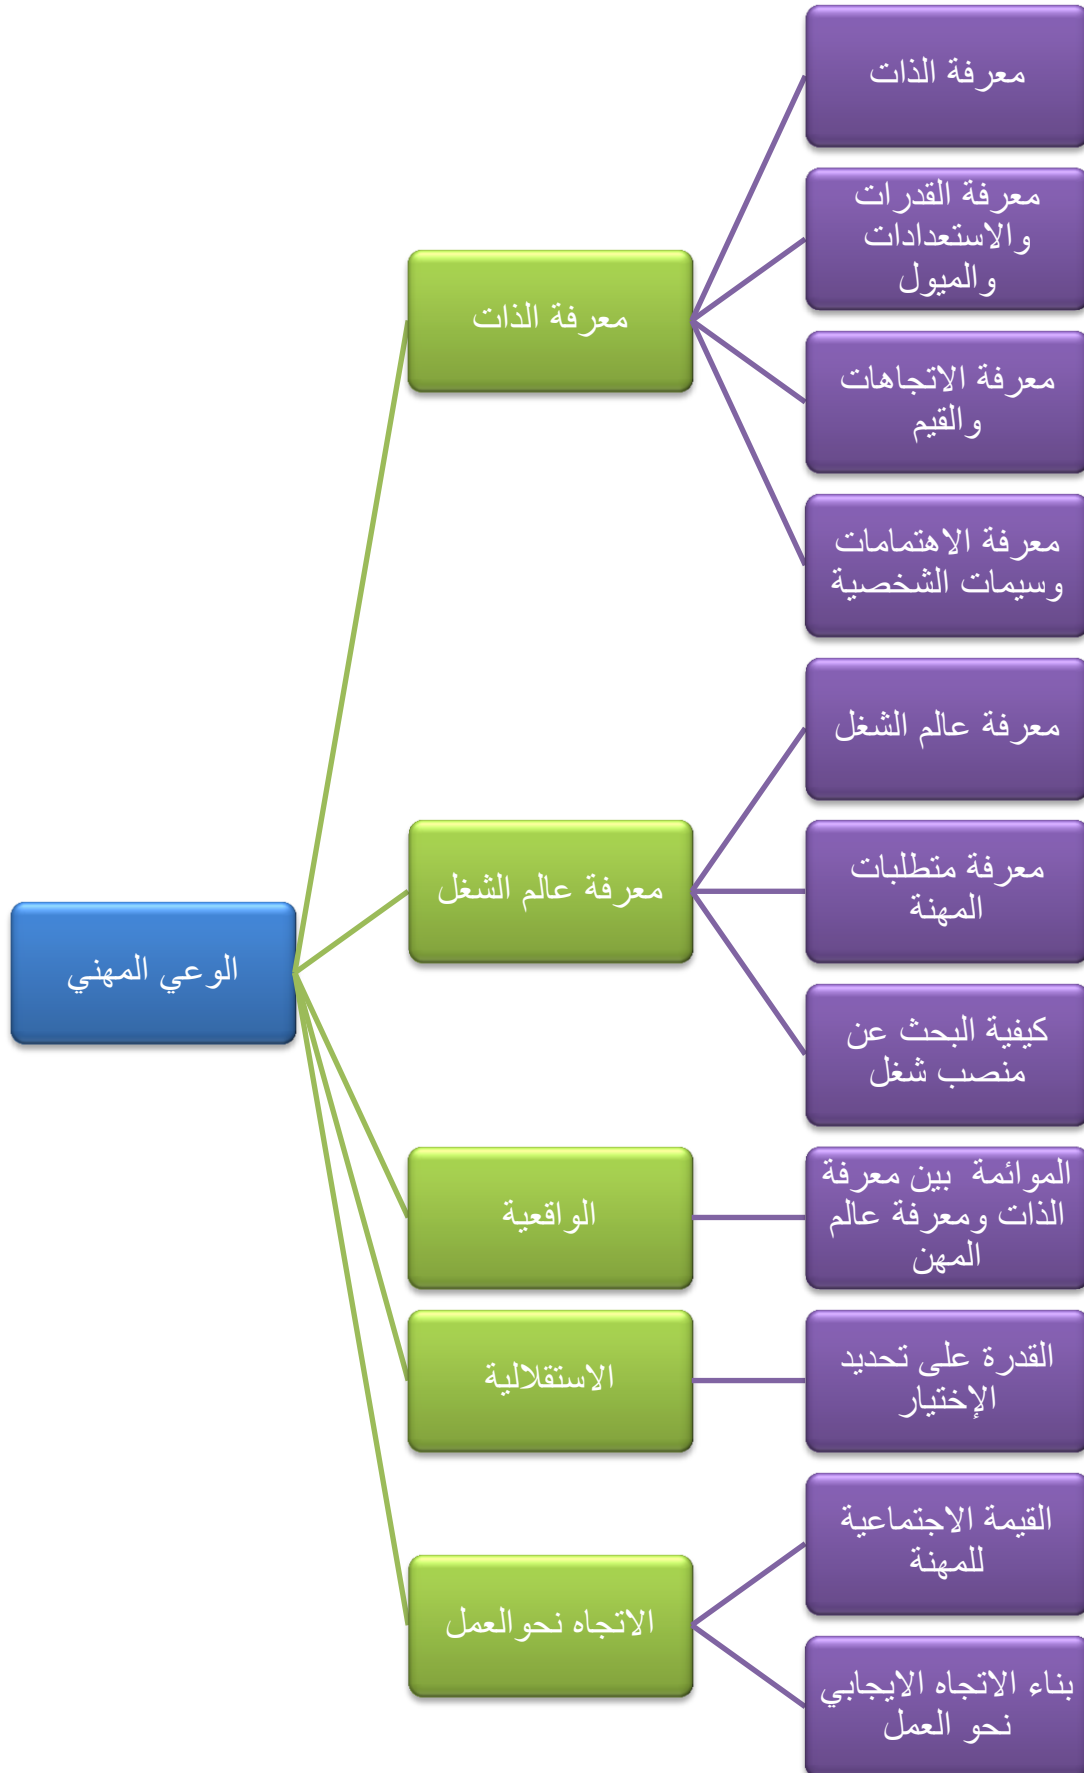 الوعي المهني
معرفة الذات
معرفة الذات
معرفة القدرات
والاستعدادات
والميول
معرفة الاتجاهات
والقيم
معرفة الاهتمامات
وسيمات الشخصية
معرفة عالم الشغل
معرفة عالم الشغل
معرفة متطلبات
المهنة
كيفية البحث عن
منصب شغل
الواقعية
الموائمة بين معرفة
الذات ومعرفة عالم
المهن
الاستقلالية
القدرة على تحديد
الإختيار
الاتجاه نحوالعمل
القيمة الاجتماعية
للمهنة
بناء الاتجاه الايجابي
نحو العمل